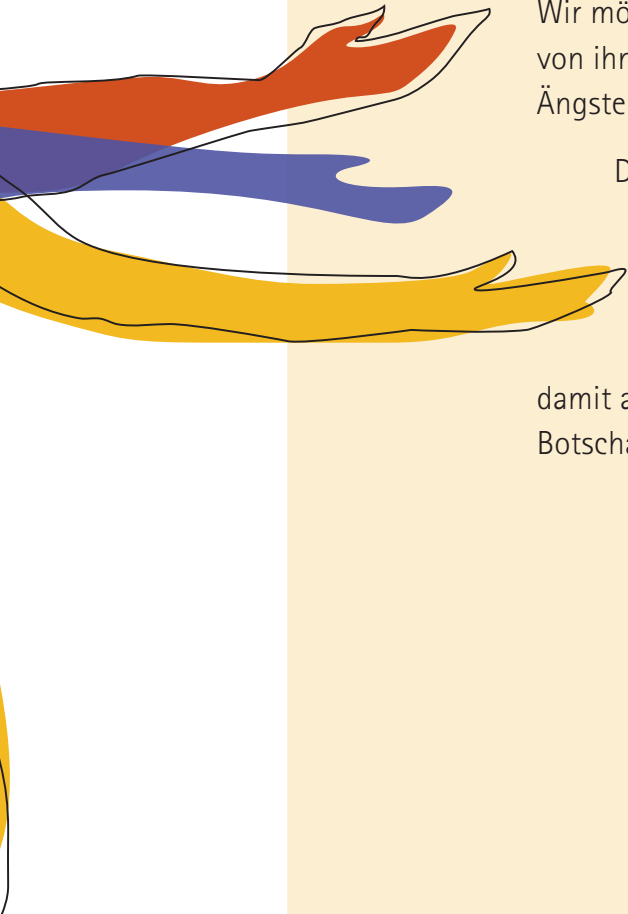 Wir mö
von ihr
Ängste
D
damit a
Botscha